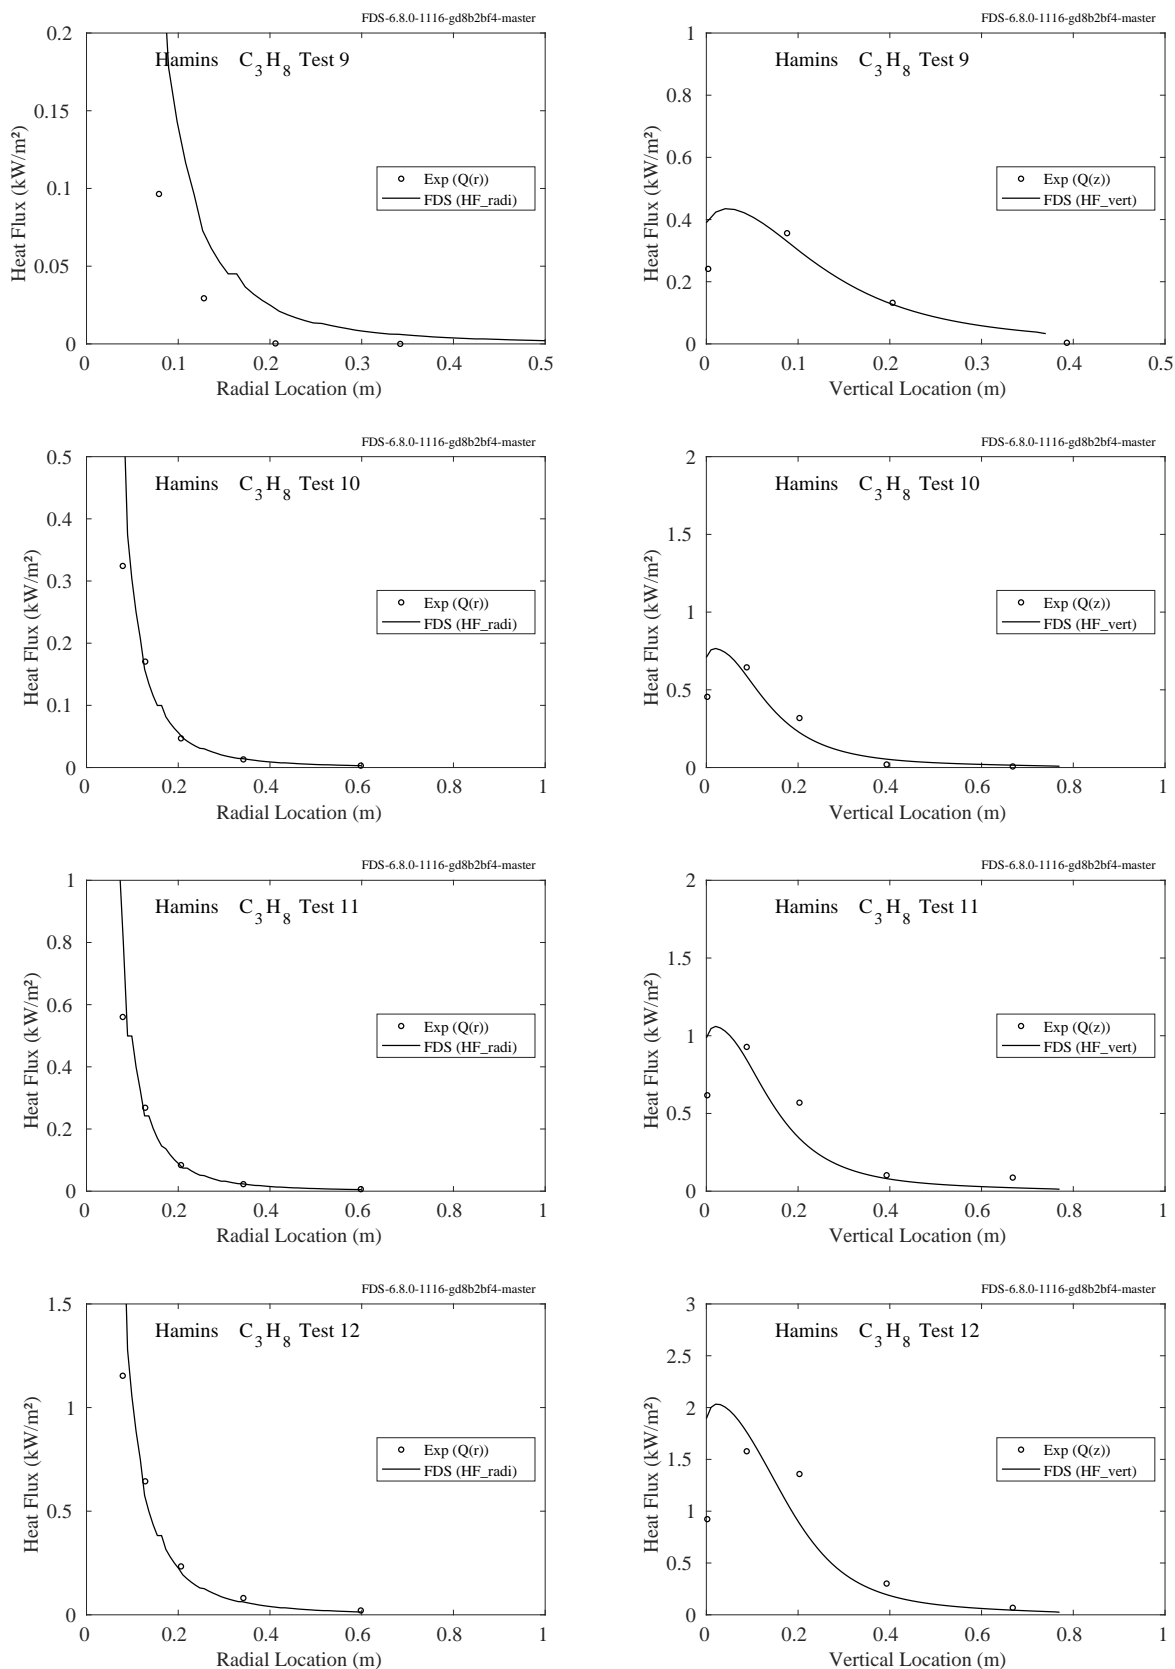 FDS-6.8.0-1116-gd8b2bf4-master
Hamins C3H8 Test 9
0.2
0.15
0.1
0.05
0
Heat Flux (kW/m²)
Exp (Q(r))
FDS (HF_radi)
0 0.1 0.2 0.3 0.4 0.5
Radial Location (m)
FDS-6.8.0-1116-gd8b2bf4-master
Hamins C3H8 Test 9
1
0.8
0.6
0.4
0.2
0
Heat Flux (kW/m²)
Exp (Q(z))
FDS (HF_vert)
0 0.1 0.2 0.3 0.4 0.5
Vertical Location (m)
FDS-6.8.0-1116-gd8b2bf4-master
Hamins C3H8 Test 10
0.5
0.4
0.3
0.2
0.1
0
Heat Flux (kW/m²)
Exp (Q(r))
FDS (HF_radi)
0 0.2 0.4 0.6 0.8 1
Radial Location (m)
FDS-6.8.0-1116-gd8b2bf4-master
Hamins C3H8 Test 10
2
1.5
1
0.5
0
Heat Flux (kW/m²)
Exp (Q(z))
FDS (HF_vert)
0 0.2 0.4 0.6 0.8 1
Vertical Location (m)
FDS-6.8.0-1116-gd8b2bf4-master
Hamins C3H8 Test 11
1
0.8
0.6
0.4
0.2
0
Heat Flux (kW/m²)
Exp (Q(r))
FDS (HF_radi)
0 0.2 0.4 0.6 0.8 1
Radial Location (m)
FDS-6.8.0-1116-gd8b2bf4-master
Hamins C3H8 Test 11
2
1.5
1
0.5
0
Heat Flux (kW/m²)
Exp (Q(z))
FDS (HF_vert)
0 0.2 0.4 0.6 0.8 1
Vertical Location (m)
FDS-6.8.0-1116-gd8b2bf4-master
Hamins C3H8 Test 12
1.5
1
0.5
0
Heat Flux (kW/m²)
Exp (Q(r))
FDS (HF_radi)
0 0.2 0.4 0.6 0.8 1
Radial Location (m)
FDS-6.8.0-1116-gd8b2bf4-master
Hamins C3H8 Test 12
3
2.5
2
1.5
1
0.5
0
Heat Flux (kW/m²)
Exp (Q(z))
FDS (HF_vert)
0 0.2 0.4 0.6 0.8 1
Vertical Location (m)